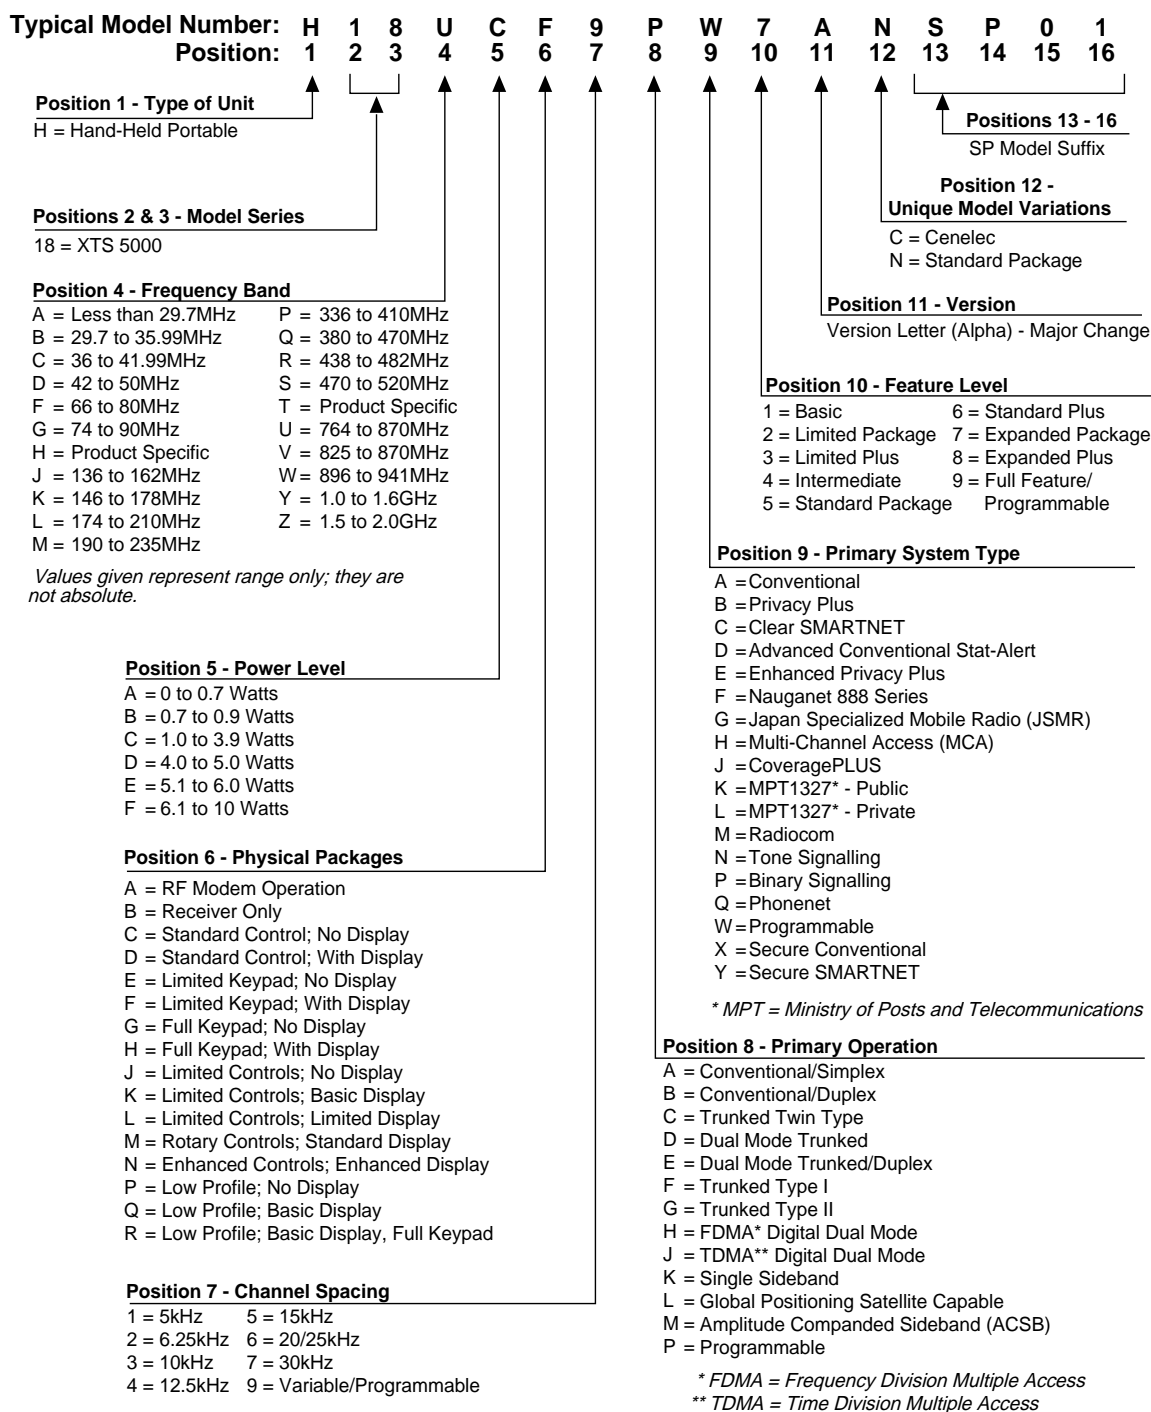 Typical Model Number: H 1 8 U C F 9 P W 7 A N S P 0 1
Position: 1 2 3 4 5 6 7 8 9 10 11 12 13 14 15 16
Position 1 - Type of Unit
H = Hand-Held Portable
Positions 2 & 3 - Model Series
18 = XTS 5000
Position 4 - Frequency Band
A = Less than 29.7MHz
B = 29.7 to 35.99MHz
C = 36 to 41.99MHz
D = 42 to 50MHz
F = 66 to 80MHz
G = 74 to 90MHz
H = Product Specific
J = 136 to 162MHz
K = 146 to 178MHz
L = 174 to 210MHz
M = 190 to 235MHz
P = 336 to 410MHz
Q = 380 to 470MHz
R = 438 to 482MHz
S = 470 to 520MHz
T = Product Specific
U = 764 to 870MHz
V = 825 to 870MHz
W = 896 to 941MHz
Y = 1.0 to 1.6GHz
Z = 1.5 to 2.0GHz
Values given represent range only; they are
not absolute.
Position 5 - Power Level
A = 0 to 0.7 Watts
B = 0.7 to 0.9 Watts
C = 1.0 to 3.9 Watts
D = 4.0 to 5.0 Watts
E = 5.1 to 6.0 Watts
F = 6.1 to 10 Watts
Position 6 - Physical Packages
A = RF Modem Operation
B = Receiver Only
C = Standard Control; No Display
D = Standard Control; With Display
E = Limited Keypad; No Display
F = Limited Keypad; With Display
G = Full Keypad; No Display
H = Full Keypad; With Display
J = Limited Controls; No Display
K = Limited Controls; Basic Display
L = Limited Controls; Limited Display
M = Rotary Controls; Standard Display
N = Enhanced Controls; Enhanced Display
P = Low Profile; No Display
Q = Low Profile; Basic Display
R = Low Profile; Basic Display, Full Keypad
Position 7 - Channel Spacing
1 = 5kHz
2 = 6.25kHz
3 = 10kHz
4 = 12.5kHz
5 = 15kHz
6 = 20/25kHz
7 = 30kHz
9 = Variable/Programmable
Positions 13 - 16
SP Model Suffix
Position 12 -
Unique Model Variations
C = Cenelec
N = Standard Package
Position 11 - Version
Version Letter (Alpha) - Major Change
Position 10 - Feature Level
1 = Basic
2 = Limited Package
3 = Limited Plus
4 = Intermediate
5 = Standard Package
6 = Standard Plus
7 = Expanded Package
8 = Expanded Plus
9 = Full Feature/
Programmable
Position 9 - Primary System Type
A = Conventional
B = Privacy Plus
C = Clear SMARTNET
D = Advanced Conventional Stat-Alert
E = Enhanced Privacy Plus
F = Nauganet 888 Series
G = Japan Specialized Mobile Radio (JSMR)
H = Multi-Channel Access (MCA)
J = CoveragePLUS
K = MPT1327* - Public
L = MPT1327* - Private
M = Radiocom
N = Tone Signalling
P = Binary Signalling
Q = Phonenet
W = Programmable
X = Secure Conventional
Y = Secure SMARTNET
* MPT = Ministry of Posts and Telecommunications
Position 8 - Primary Operation
A = Conventional/Simplex
B = Conventional/Duplex
C = Trunked Twin Type
D = Dual Mode Trunked
E = Dual Mode Trunked/Duplex
F = Trunked Type I
G = Trunked Type II
H = FDMA* Digital Dual Mode
J = TDMA** Digital Dual Mode
K = Single Sideband
L = Global Positioning Satellite Capable
M = Amplitude Companded Sideband (ACSB)
P = Programmable
* FDMA = Frequency Division Multiple Access
** TDMA = Time Division Multiple Access